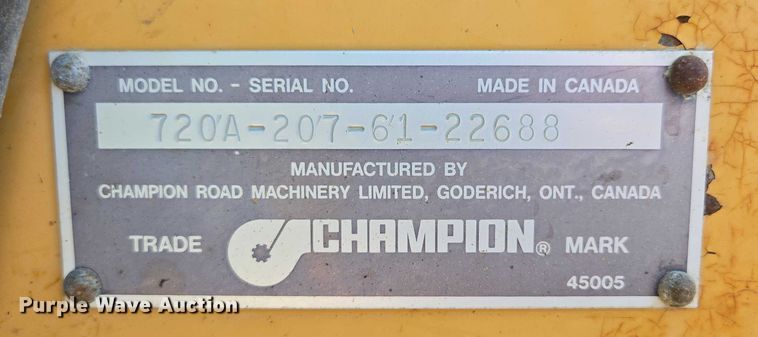 MODEL NO. - SERIAL NO. MADE IN CANADA
720A-207-61-22688
MANUFACTURED BY
CHAMPION ROAD MACHINERY LIMITED, GODERICH, ONT., CANADA
TRADE CHAMPION® MARK
45005
Purple Wave Auction